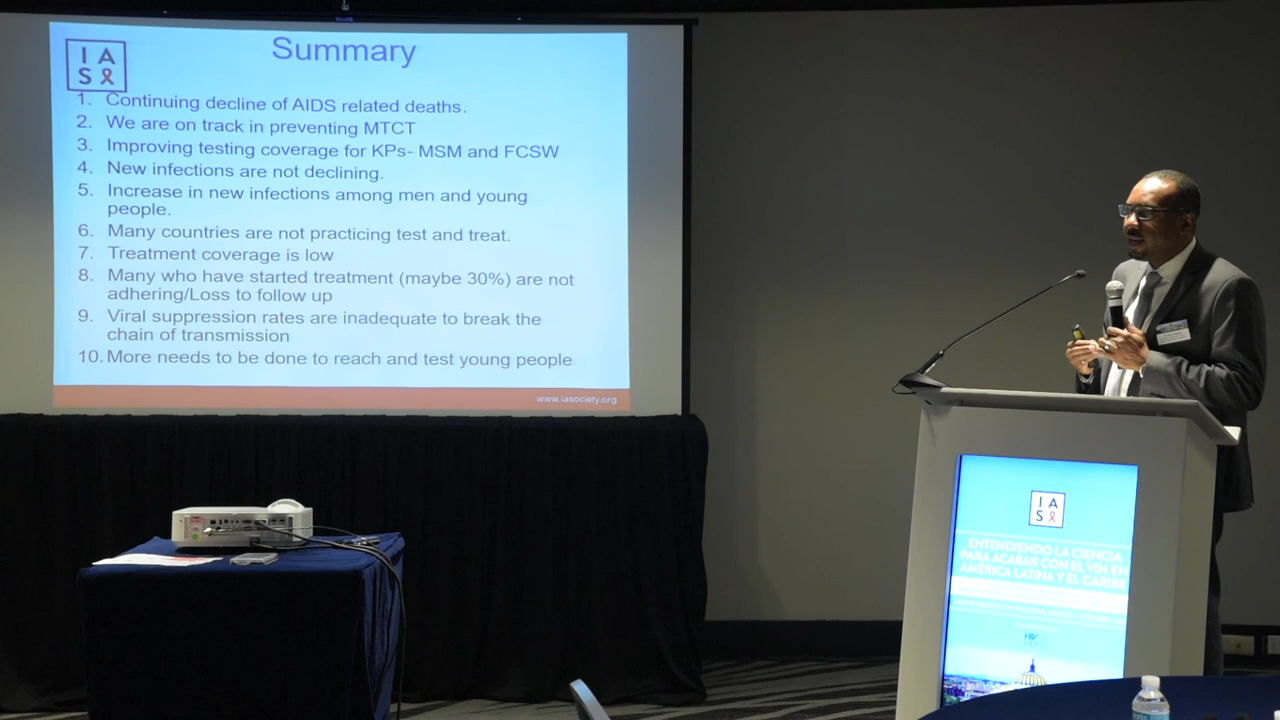 IAS
Summary
1. Continuing decline of AIDS related deaths.
2. We are on track in preventing MTCT
3. Improving testing coverage for KPs- MSM and FCSW
4. New infections are not declining.
5. Increase in new infections among men and young
people.
6. Many countries are not practicing test and treat.
7. Treatment coverage is low
8. Many who have started treatment (maybe 30%) are not
adhering/Loss to follow up
9. Viral suppression rates are inadequate to break the
chain of transmission
10. More needs to be done to reach and test young people
www.iasociety.org
IAS
ENTENDIENDO LA CIENCIA
PARA ACABAR CON EL VIH EN
AMÉRICA LATINA Y EL CARIBE